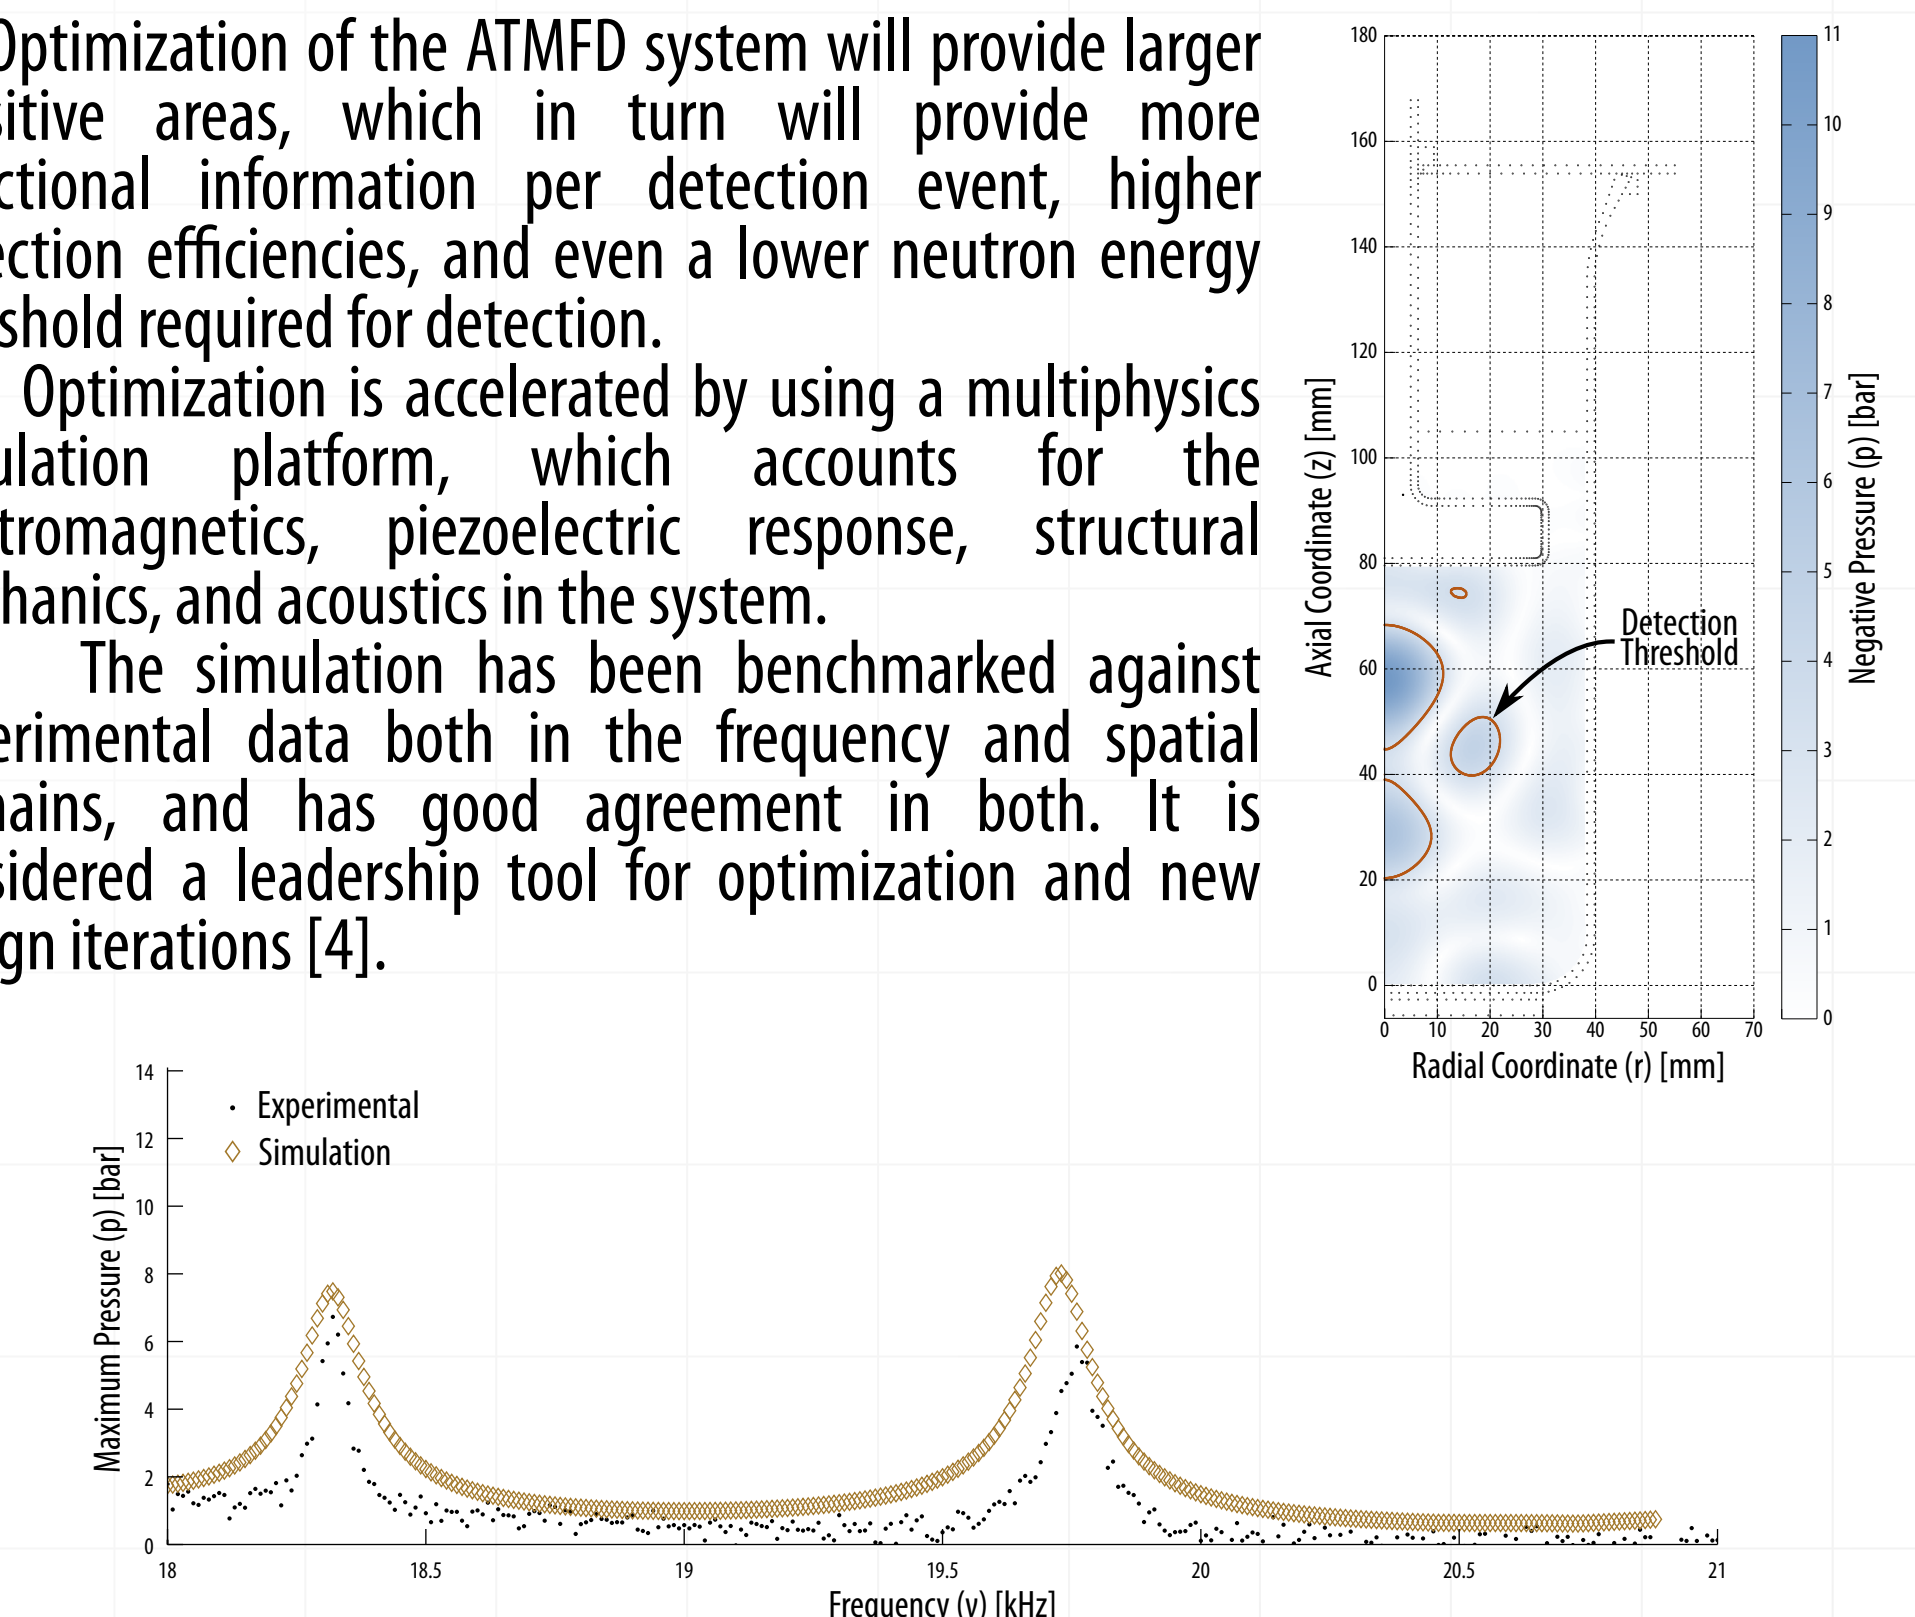 Optimization of the ATMFD system will provide larger
sitive areas, which in turn will provide more
ctional information per detection event, higher
ection efficiencies, and even a lower neutron energy
shold required for detection.
Optimization is accelerated by using a multiphysics
ulation platform, which accounts for the
tromagnetics, piezoelectric response, structural
hanics, and acoustics in the system.
The simulation has been benchmarked against
erimental data both in the frequency and spatial
ains, and has good agreement in both. It is
sidered a leadership tool for optimization and new
gn iterations [4].
180
160
140
120
100
80
60
40
20
0
Axial Coordinate (z) [mm]
0 10 20 30 40 50 60 70
Radial Coordinate (r) [mm]
Detection
Threshold
11
10
9
8
7
6
5
4
3
2
1
0
Negative Pressure (p) [bar]
14
12
10
8
6
4
2
0
Maximum Pressure (p) [bar]
Experimental
Simulation
18 18.5 19 19.5 20 20.5 21
Frequency (ν) [kHz]